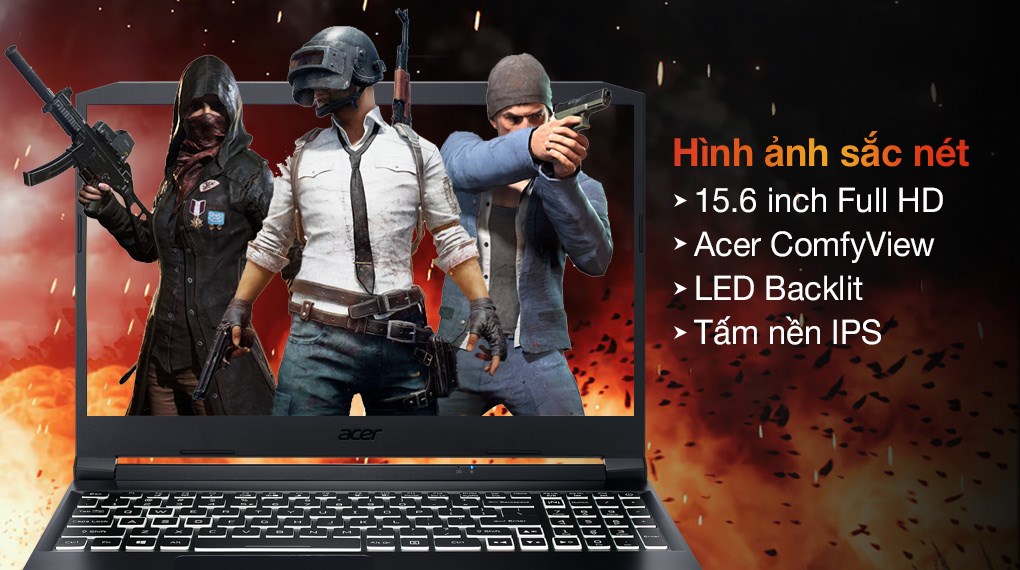 Hình ảnh sắc nét
➤ 15.6 inch Full HD
➤ Acer ComfyView
➤ LED Backlit
➤ Tấm nền IPS
acer